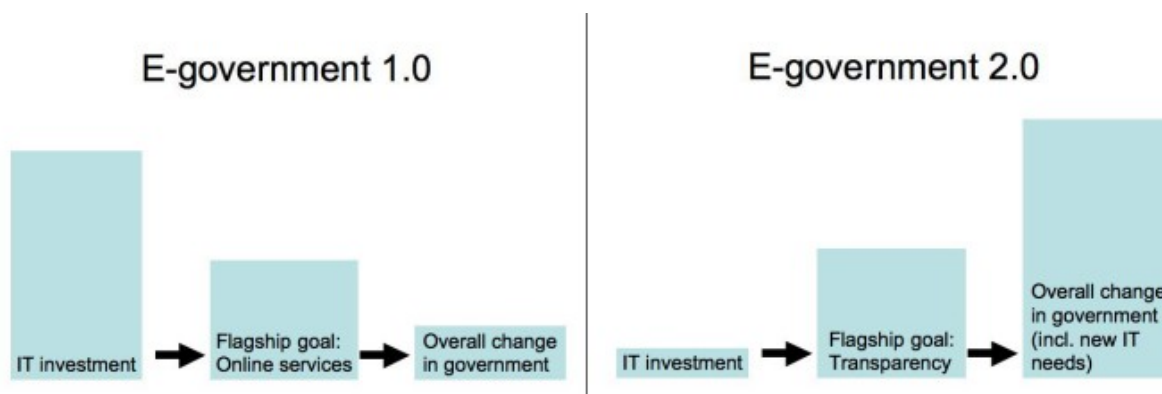 E-government 1.0
IT investment
Flagship goal:
Online services
Overall change
in government
E-government 2.0
IT investment
Flagship goal:
Transparency
Overall change
in government
(incl. new IT
needs)